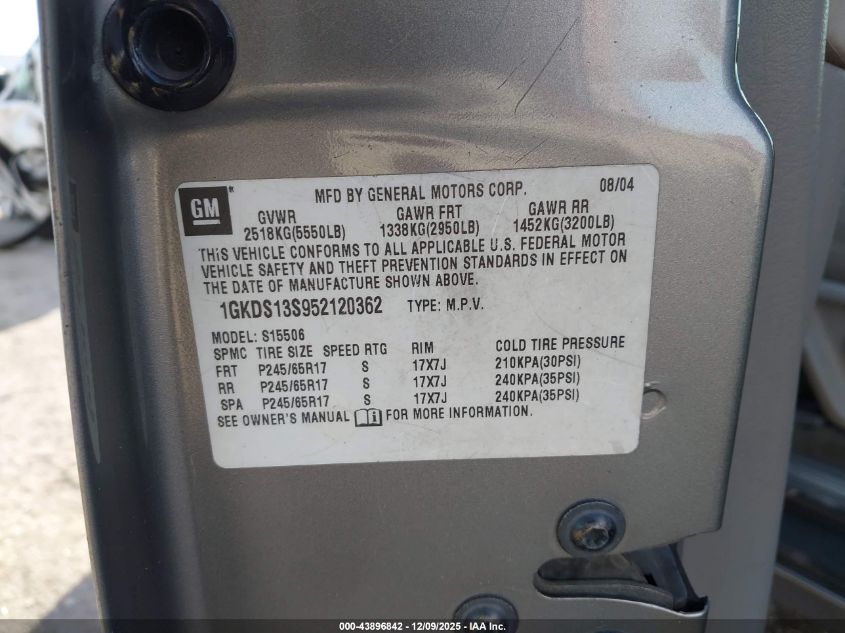 GM
MFD BY GENERAL MOTORS CORP. 08/04
GVWR GAWR FRT GAWR RR
2518KG(5550LB) 1338KG(2950LB) 1452KG(3200LB)
THIS VEHICLE CONFORMS TO ALL APPLICABLE U.S. FEDERAL MOTOR
VEHICLE SAFETY AND THEFT PREVENTION STANDARDS IN EFFECT ON
THE DATE OF MANUFACTURE SHOWN ABOVE.
1GKDS13S952120362 TYPE: M.P.V.
MODEL: S15506
SPMC TIRE SIZE SPEED RTG RIM COLD TIRE PRESSURE
FRT P245/65R17 S 17X7J 210KPA(30PSI)
RR P245/65R17 S 17X7J 240KPA(35PSI)
SPA P245/65R17 S 17X7J 240KPA(35PSI)
SEE OWNER'S MANUAL i FOR MORE INFORMATION.
000-43896842 - 12/09/2025 - IAA Inc.